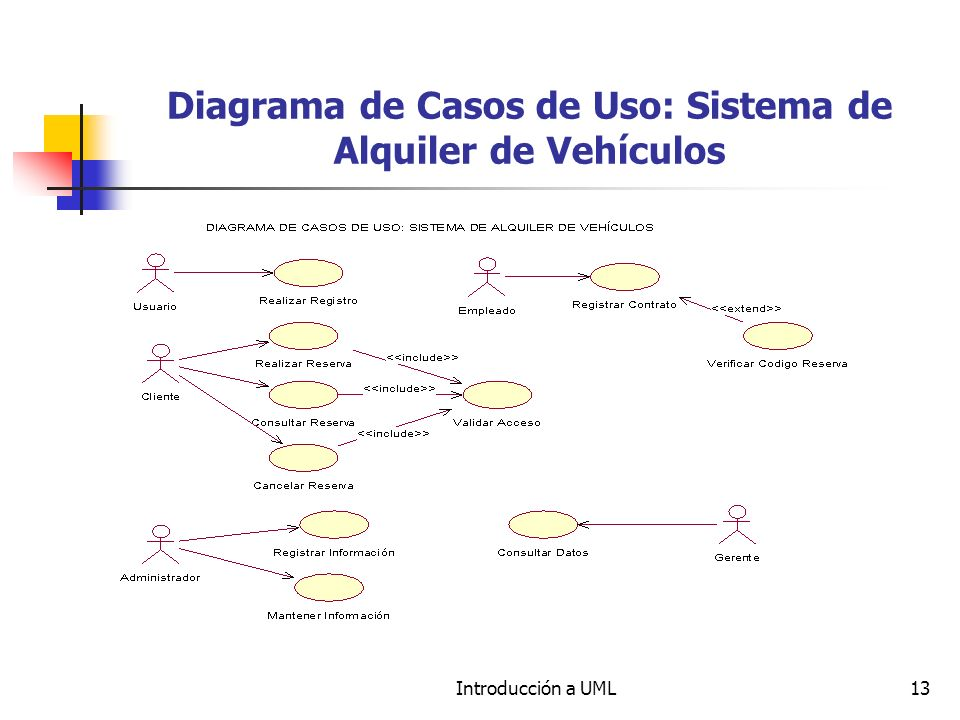 Diagrama de Casos de Uso: Sistema de
Alquiler de Vehículos
DIAGRAMA DE CASOS DE USO: SISTEMA DE ALQUILER DE VEHÍCULOS
Usuario
Realizar Registro
Empleado
Registrar Contrato
<<extend>>
Verificar Codigo Reserva
Cliente
Realizar Reserva
<<include>>
Consultar Reserva
<<include>>
Validar Acceso
<<include>>
Cancelar Reserva
Administrador
Registrar Información
Mantener Información
Consultar Datos
Gerente
Introducción a UML
13